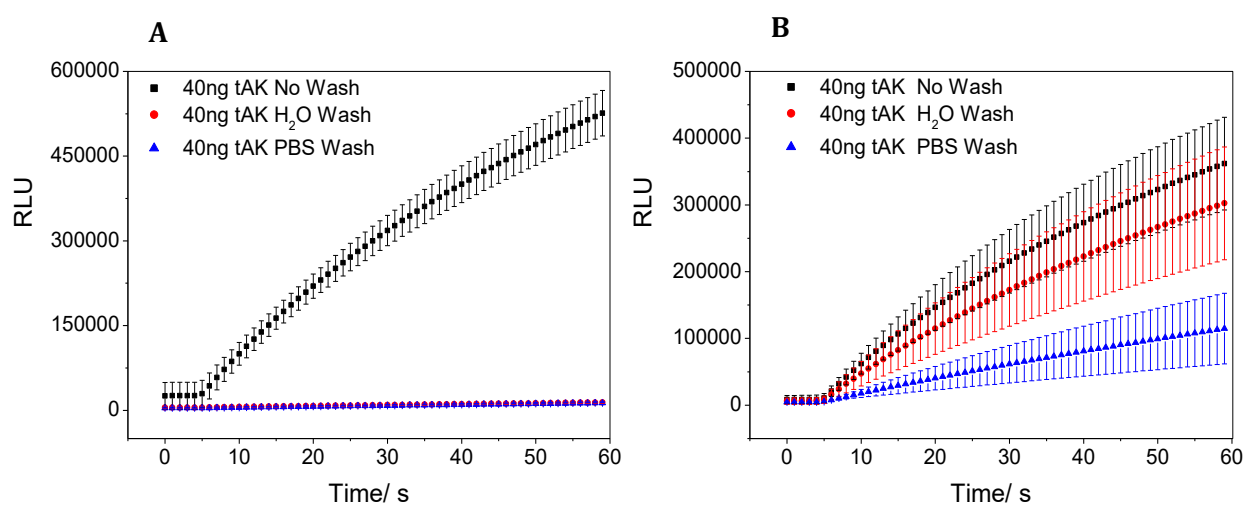 A
600000
450000
300000
150000
0
RLU
40ng tAK No Wash
40ng tAK H₂O Wash
40ng tAK PBS Wash
0 10 20 30 40 50 60
Time/ s
B
500000
400000
300000
200000
100000
0
RLU
40ng tAK No Wash
40ng tAK H₂O Wash
40ng tAK PBS Wash
0 10 20 30 40 50 60
Time/ s